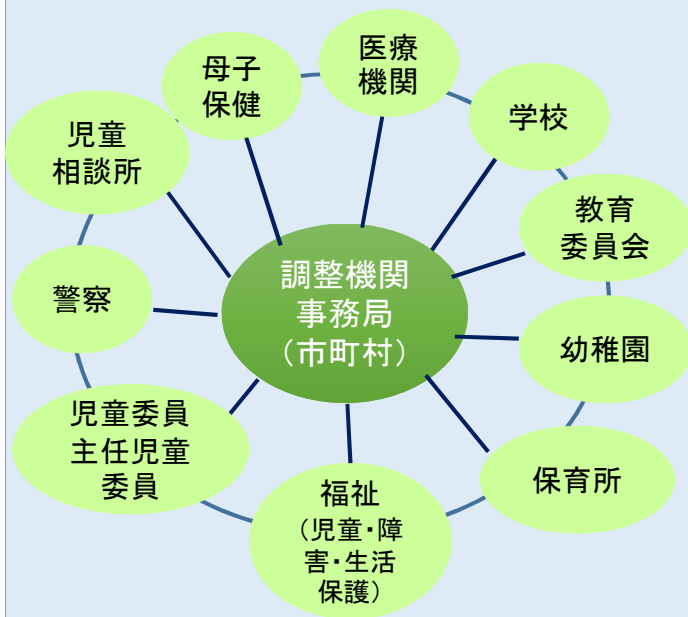 医療
機関
母子
保健
学校
児童
相談所
教育
委員会
調整機関
事務局
（市町村）
警察
幼稚園
児童委員
主任児童
委員
保育所
福祉
（児童・障
害・生活
保護）